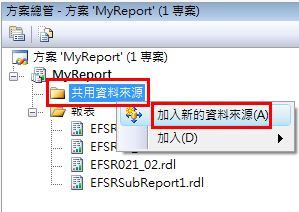 方案總管 - 方案 'MyReport' (1 專案)
方案 'MyReport' (1 專案)
MyReport
共用資料來源
加入新的資料來源(A)
報表
加入(D)
EFSR021_02.rdl
EFSRSubReport1.rdl